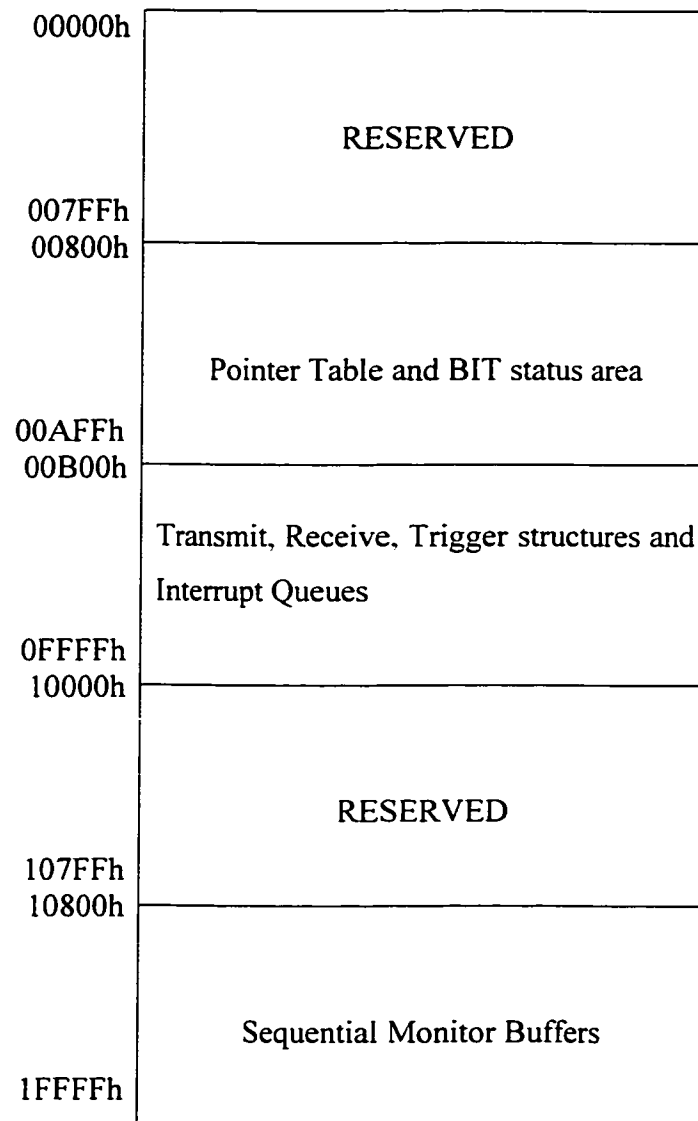 00000h
RESERVED
007FFh
00800h
Pointer Table and BIT status area
00AFFh
00B00h
Transmit, Receive, Trigger structures and
Interrupt Queues
0FFFFh
10000h
RESERVED
107FFh
10800h
Sequential Monitor Buffers
1FFFFh